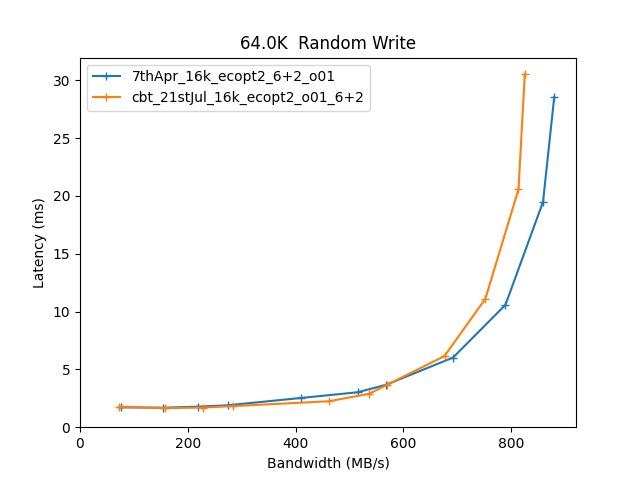 64.0K  Random Write
7thApr_16k_ecopt2_6+2_o01
cbt_21stJul_16k_ecopt2_o01_6+2
30
25
20
15
10
5
0
Latency (ms)
0 200 400 600 800
Bandwidth (MB/s)